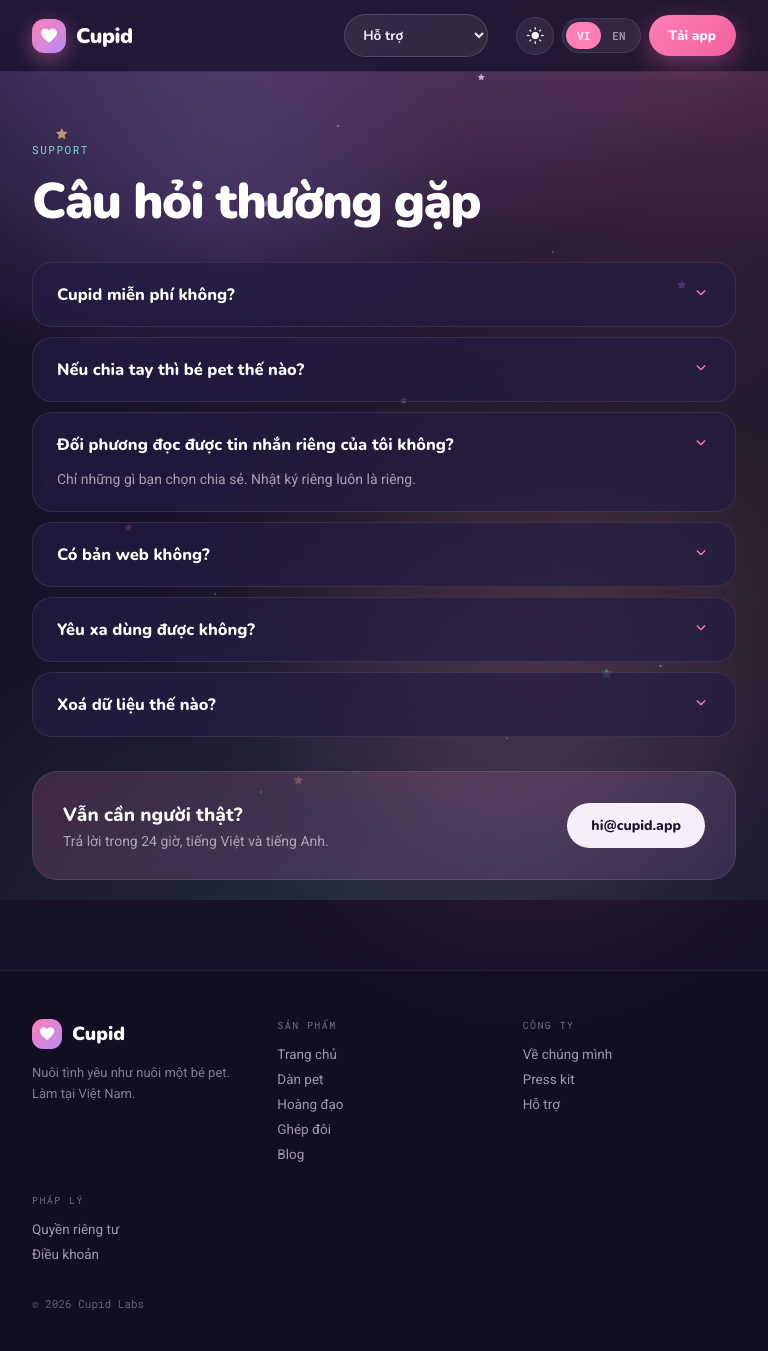 Cupid
Hỗ trợ
VI
EN
Tải app
SUPPORT
Câu hỏi thường gặp
Cupid miễn phí không?
Nếu chia tay thì bé pet thế nào?
Đối phương đọc được tin nhắn riêng của tôi không?
Chỉ những gì bạn chọn chia sẻ. Nhật ký riêng luôn là riêng.
Có bản web không?
Yêu xa dùng được không?
Xoá dữ liệu thế nào?
Vẫn cần người thật?
Trả lời trong 24 giờ, tiếng Việt và tiếng Anh.
hi@cupid.app
Cupid
Nuôi tình yêu như nuôi một bé pet.
Làm tại Việt Nam.
SẢN PHẨM
Trang chủ
Dàn pet
Hoàng đạo
Ghép đôi
Blog
CÔNG TY
Về chúng mình
Press kit
Hỗ trợ
PHÁP LÝ
Quyền riêng tư
Điều khoản
© 2026 Cupid Labs